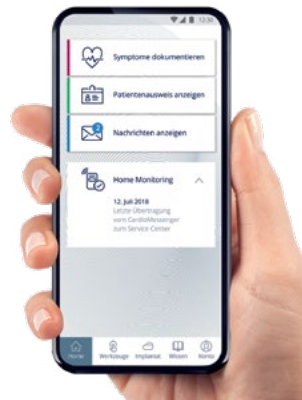 12:30
Symptome dokumentieren
Patientenausweis anzeigen
2
Nachrichten anzeigen
Home Monitoring
12. Juli 2018
Letzte Übertragung
vom CardioMessenger
zum Service Center
Home Werkzeuge Implantat Wissen Konto